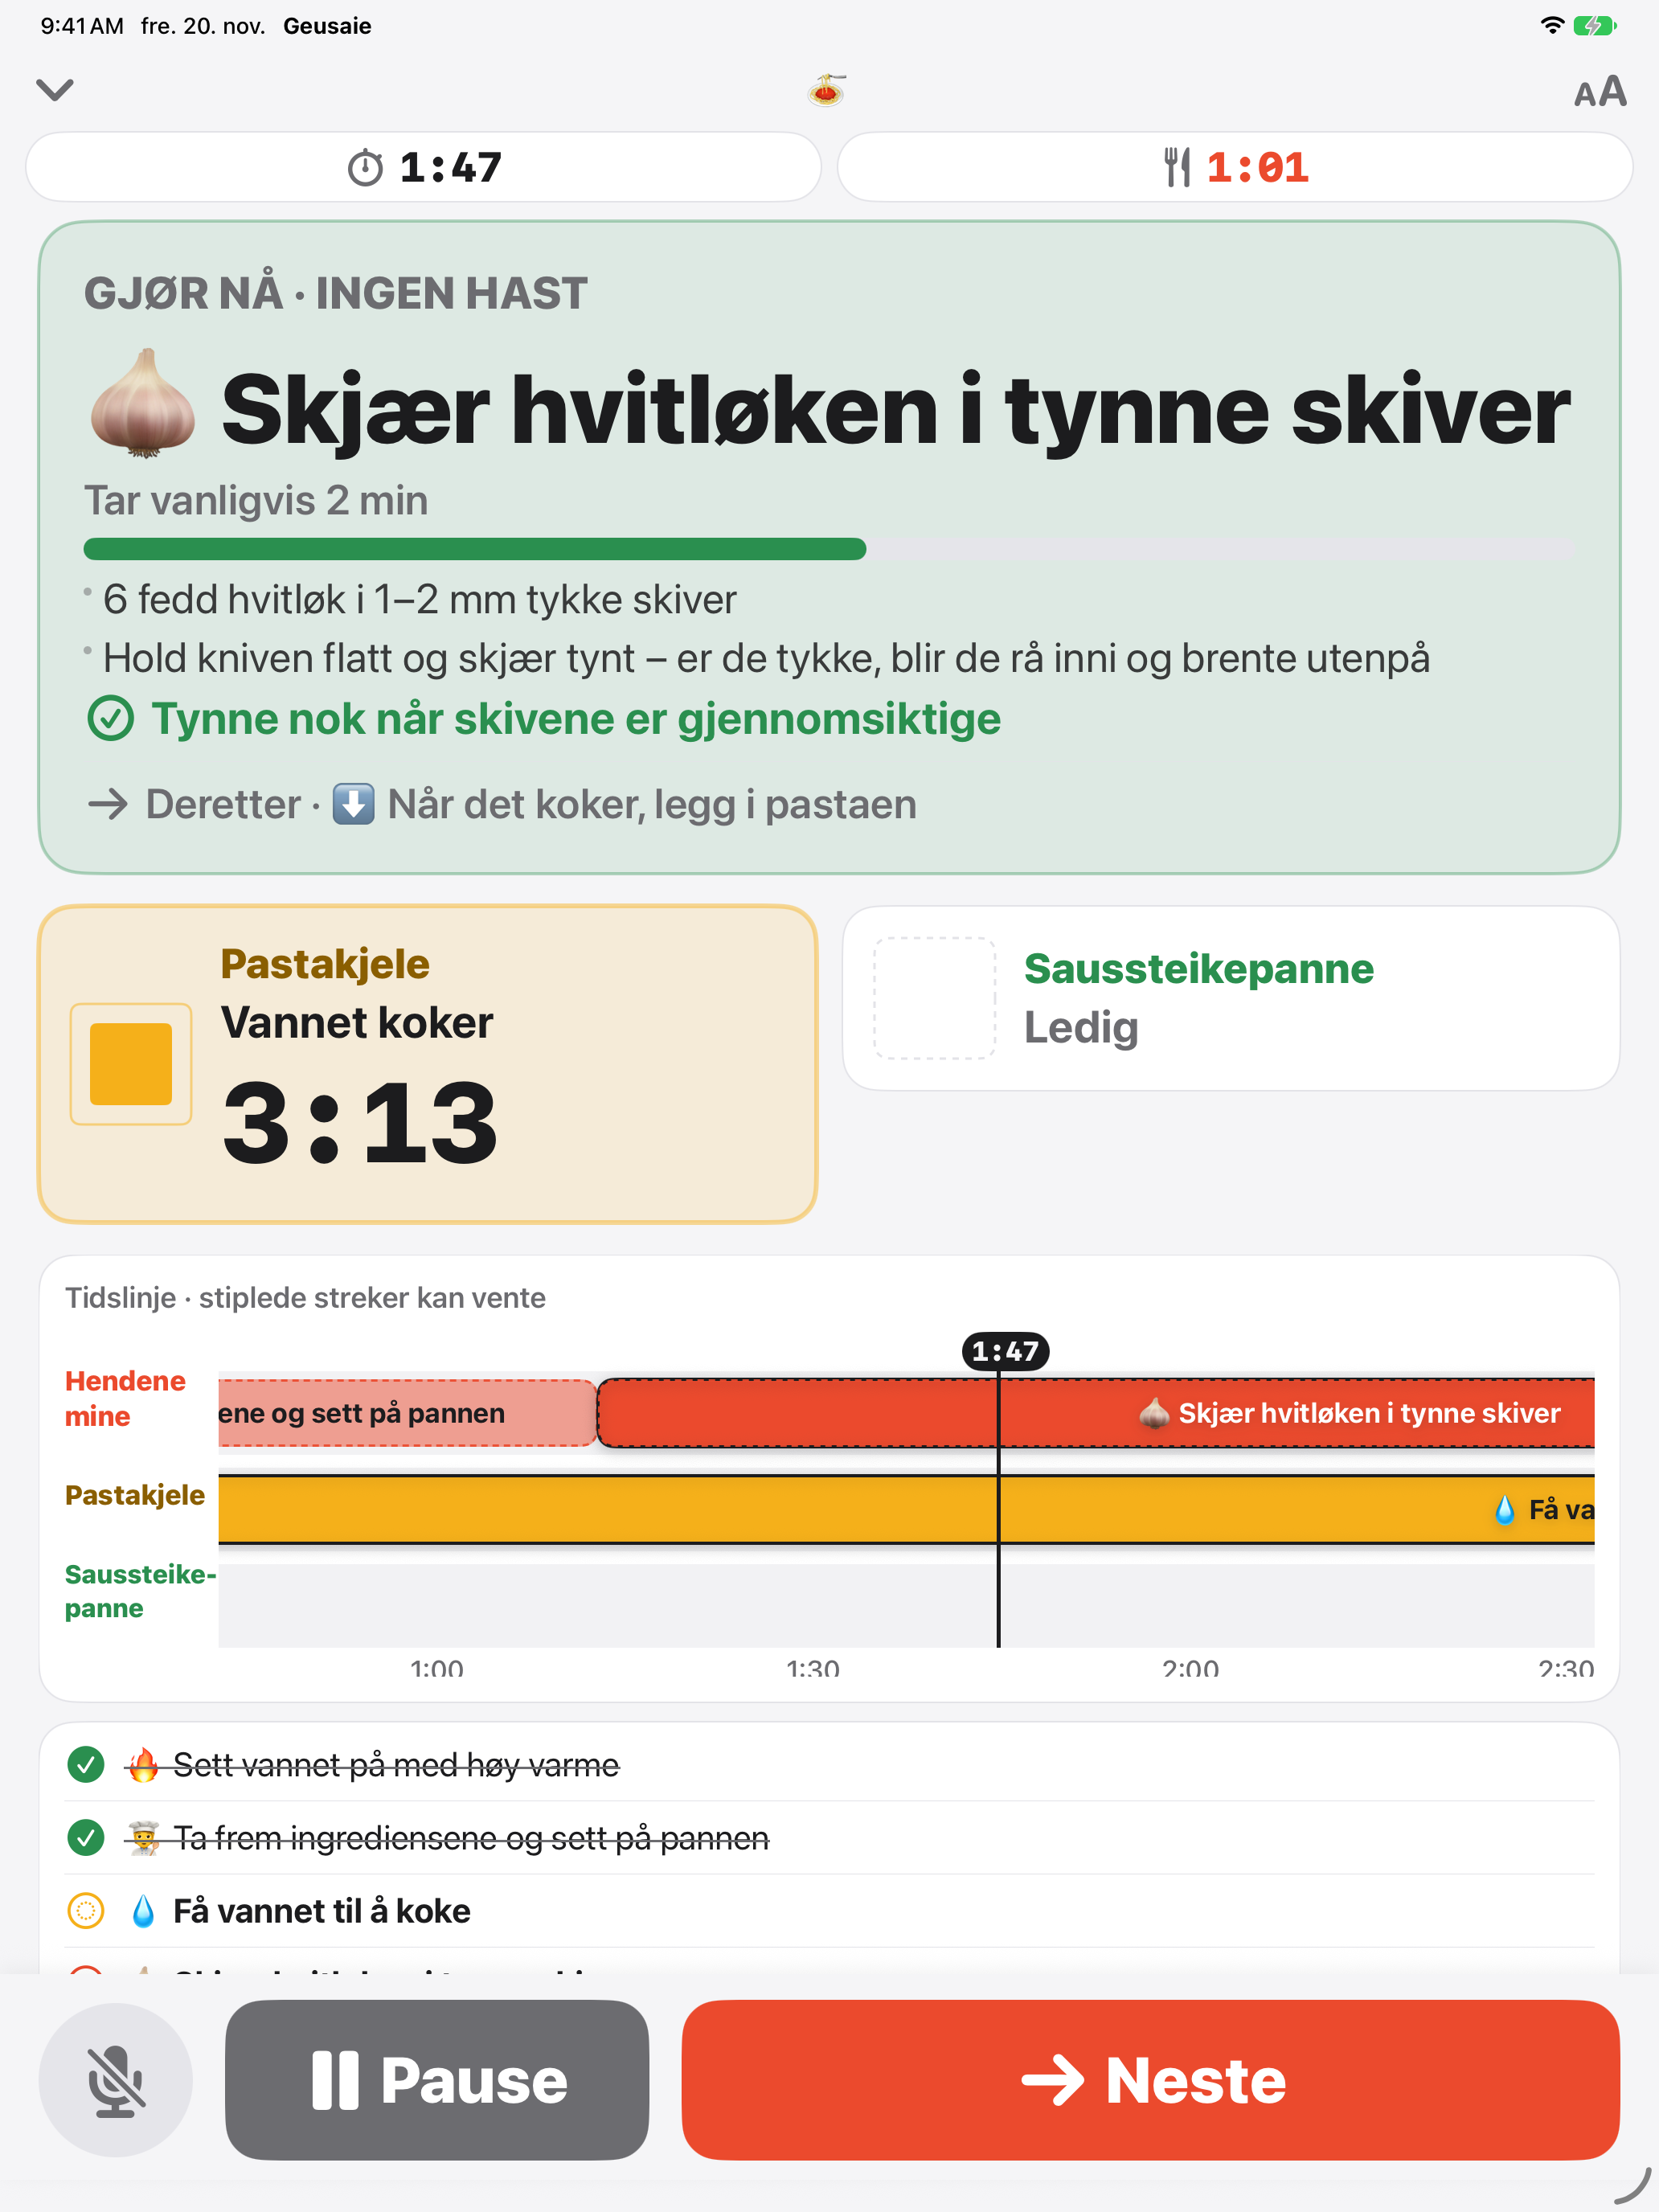 9:41 AM fre. 20. nov. Geusaie
AA
1:47
1:01
GJØR NÅ · INGEN HAST
Skjær hvitløken i tynne skiver
Tar vanligvis 2 min
• 6 fedd hvitløk i 1–2 mm tykke skiver
• Hold kniven flatt og skjær tynt – er de tykke, blir de rå inni og brente utenpå
Tynne nok når skivene er gjennomsiktige
→ Deretter · ⬇️ Når det koker, legg i pastaen
Pastakjele
Vannet koker
3:13
Saussteikepanne
Ledig
Tidslinje · stiplede streker kan vente
1:47
Hendene
mine
ene og sett på pannen
Skjær hvitløken i tynne skiver
Pastakjele
Få va
Saussteike-
panne
1:00
1:30
2:00
2:30
Sett vannet på med høy varme
Ta frem ingrediensene og sett på pannen
Få vannet til å koke
Pause
→ Neste